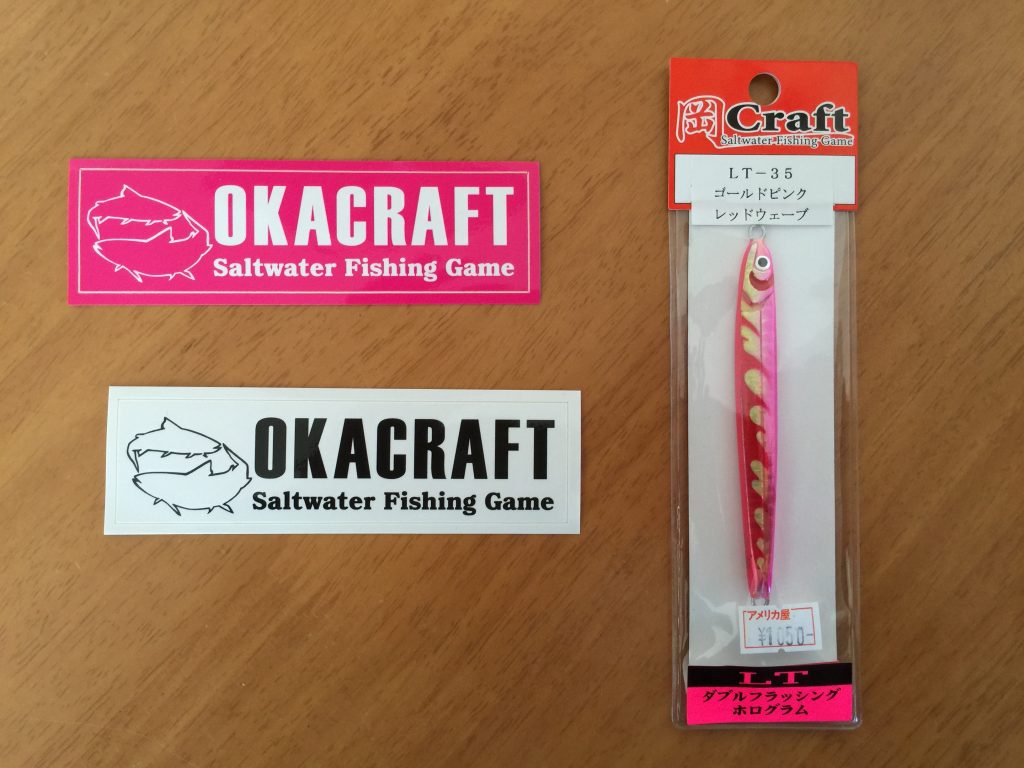 OKACRAFT
Saltwater Fishing Game
OKACRAFT
Saltwater Fishing Game
岡Craft
Saltwater Fishing Game
LT-35
ゴールドピンク
レッドウェーブ
アメリカ屋
¥1050-
LT
ダブルフラッシング
ホログラム